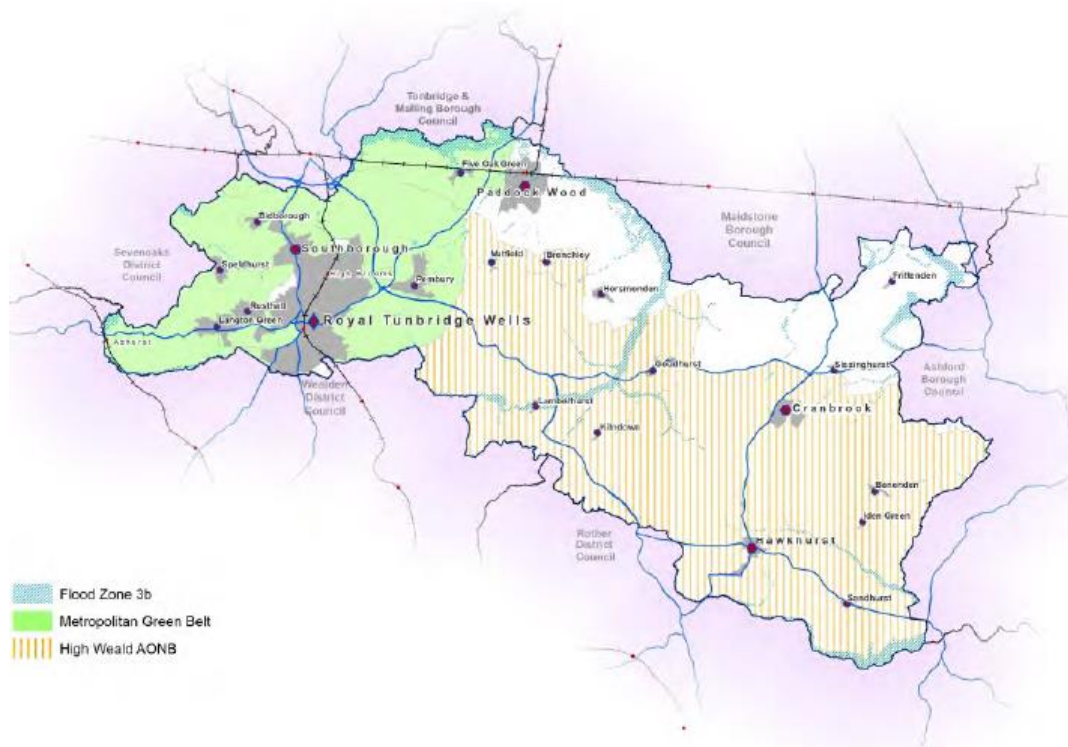 Tonbridge &
Malling Borough
Council
Five Oak Green
Paddock Wood
Maidstone
Borough
Council
Bidborough
Sevenoaks
District
Council
Southborough
Speldhurst
High Brooms
Pembury
Matfield
Brenchley
Frittenden
Horsmonden
Rusthall
Langton Green
Royal Tunbridge Wells
Ashurst
Wealden
District
Council
Goudhurst
Sissinghurst
Ashford
Borough
Council
Lamberhurst
Cranbrook
Kilndown
Benenden
Iden Green
Rother
District
Council
Hawkhurst
Sandhurst
Flood Zone 3b
Metropolitan Green Belt
High Weald AONB